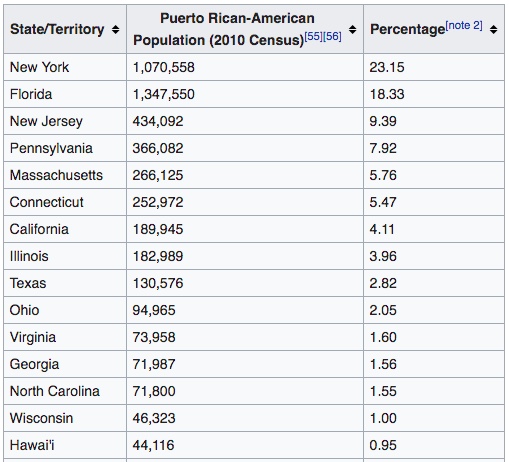 State/Territory Puerto Rican-American Population (2010 Census)[55][56] Percentage[note 2]
New York 1,070,558 23.15
Florida 1,347,550 18.33
New Jersey 434,092 9.39
Pennsylvania 366,082 7.92
Massachusetts 266,125 5.76
Connecticut 252,972 5.47
California 189,945 4.11
Illinois 182,989 3.96
Texas 130,576 2.82
Ohio 94,965 2.05
Virginia 73,958 1.60
Georgia 71,987 1.56
North Carolina 71,800 1.55
Wisconsin 46,323 1.00
Hawai'i 44,116 0.95